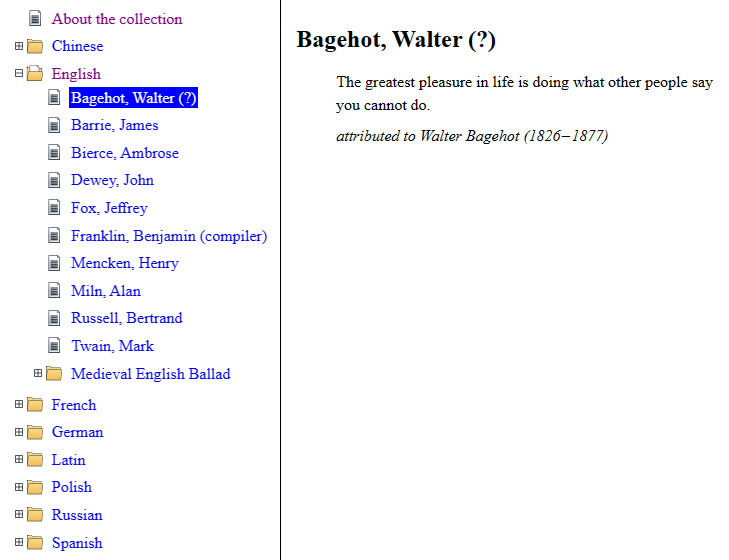 About the collection
Chinese
English
Bagehot, Walter (?)
Barrie, James
Bierce, Ambrose
Dewey, John
Fox, Jeffrey
Franklin, Benjamin (compiler)
Mencken, Henry
Miln, Alan
Russell, Bertrand
Twain, Mark
Medieval English Ballad
French
German
Latin
Polish
Russian
Spanish
Bagehot, Walter (?)
The greatest pleasure in life is doing what other people say
you cannot do.
attributed to Walter Bagehot (1826–1877)